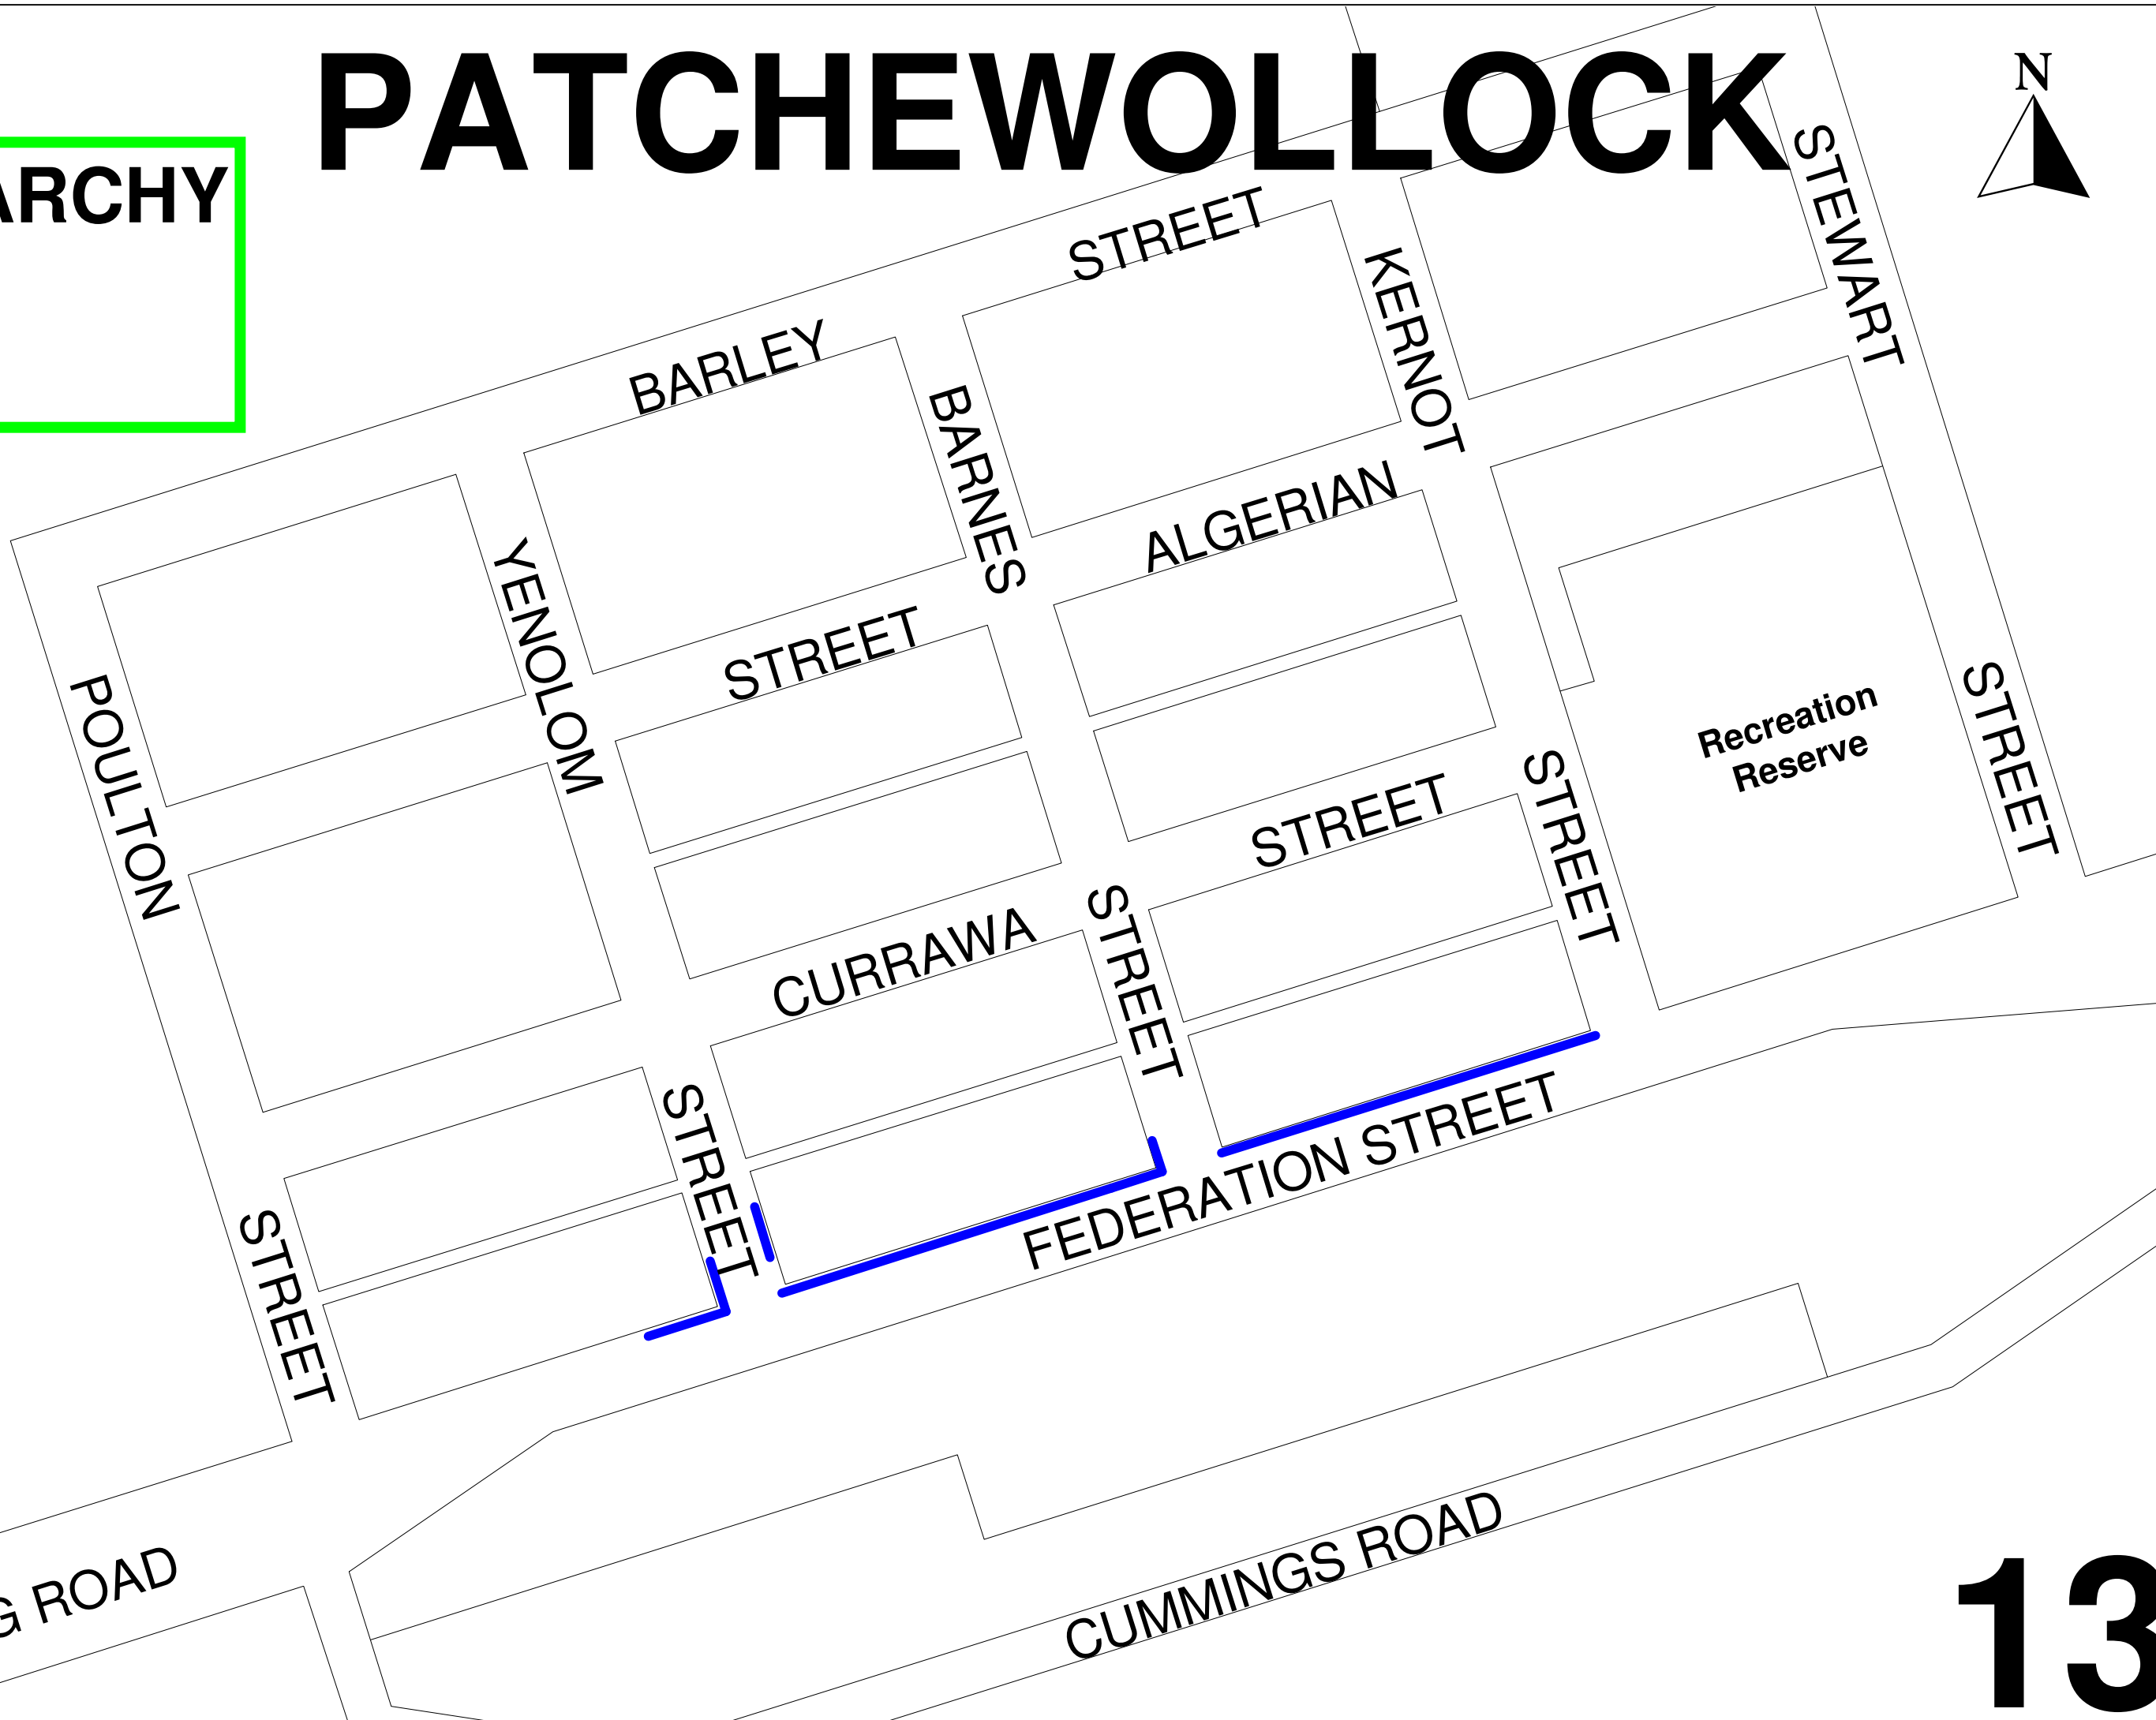 PATCHEWOLLOCK
N
ARCHY
BARLEY STREET
STEWART STREET
KERNOT STREET
BARNES STREET
ALGERIAN STREET
YENOLOM STREET
POULTON STREET
Recreation
Reserve
CURRAWA STREET
FEDERATION STREET
G ROAD
CUMMINGS ROAD
13